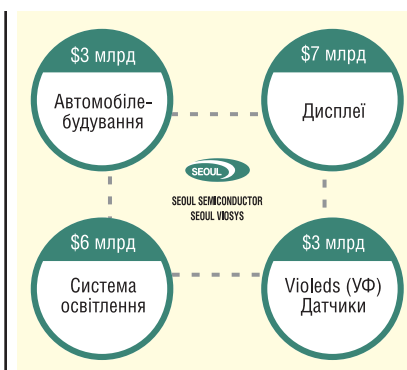 $3 млрд
Автомобіле-
будування
$7 млрд
Дисплеї
SEOUL
SEOUL SEMICONDUCTOR
SEOUL VIOSYS
$6 млрд
Система
освітлення
$3 млрд
Violeds (УФ)
Датчики